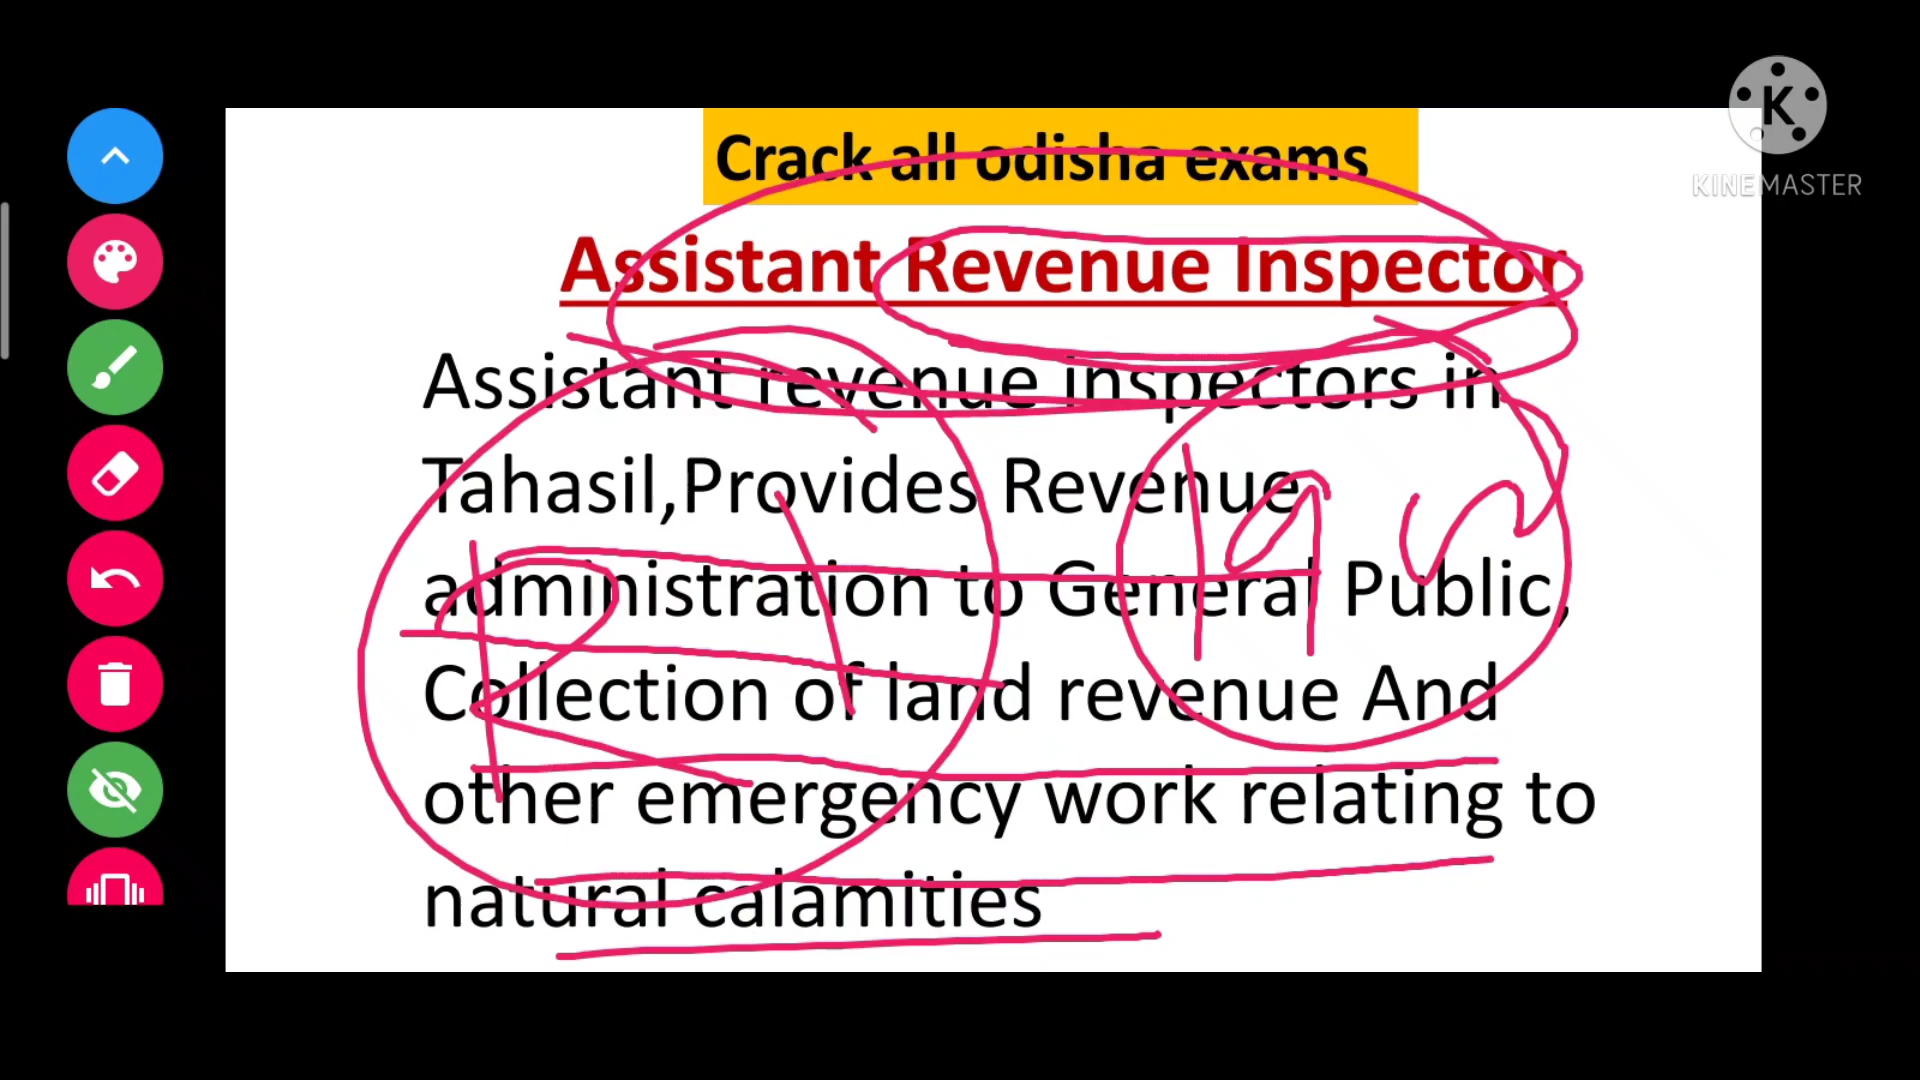 Crack all odisha exams
K
KINEMASTER
Assistant Revenue Inspector
Assistant revenue inspectors in
Tahasil,Provides Revenue
administration to General Public,
Collection of land revenue And
other emergency work relating to
natural calamities